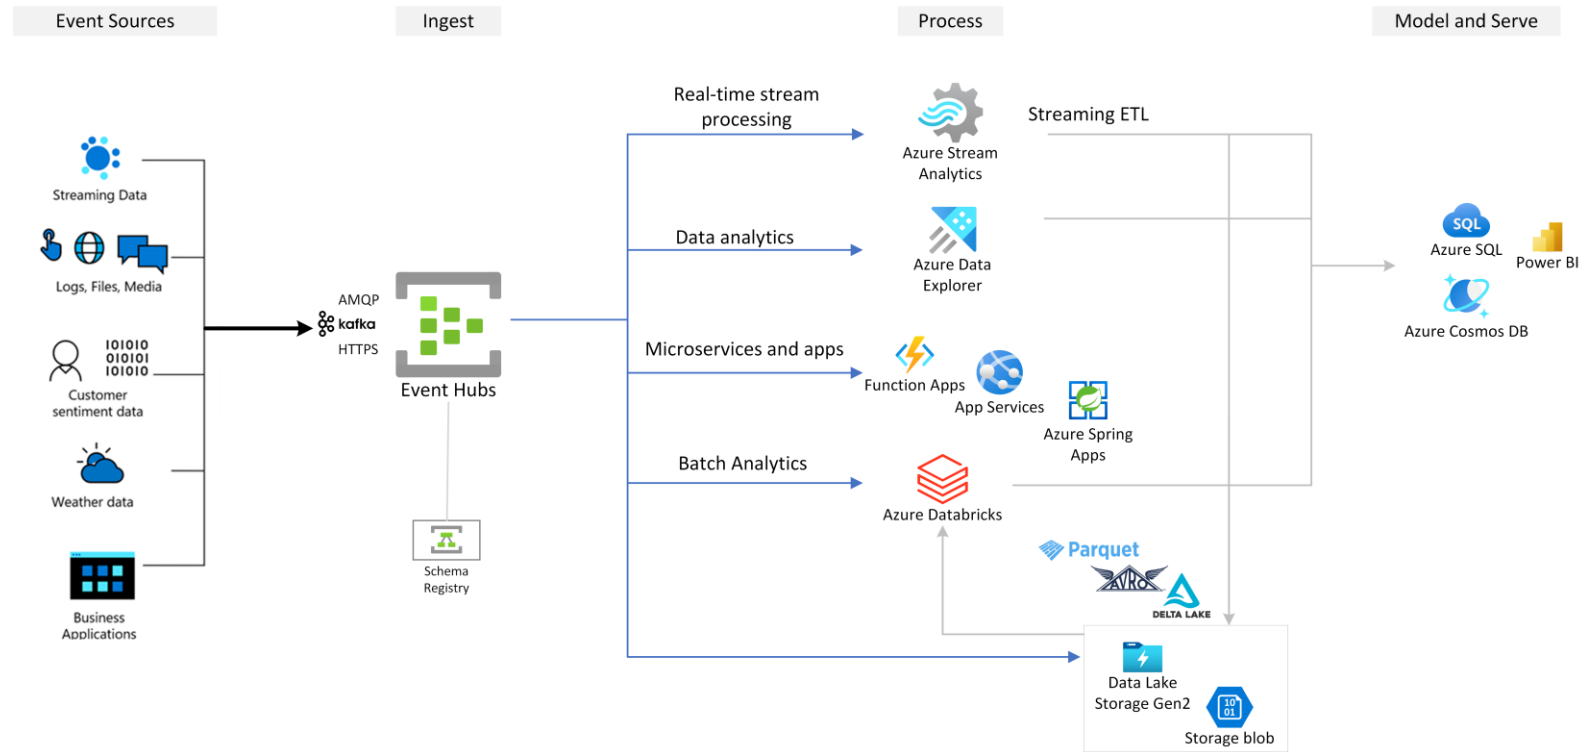 Event Sources
Ingest
Process
Model and Serve
Streaming Data
Logs, Files, Media
101010
010101
101010
Customer
sentiment data
Weather data
Business
Applications
AMQP
kafka
HTTPS
Event Hubs
Schema
Registry
Real-time stream
processing
Data analytics
Microservices and apps
Batch Analytics
Azure Stream
Analytics
Streaming ETL
Azure Data
Explorer
Function Apps
App Services
Azure Spring
Apps
Azure Databricks
Parquet
AVRO
DELTA LAKE
Data Lake
Storage Gen2
10
01
Storage blob
SQL
Azure SQL
Power BI
Azure Cosmos DB